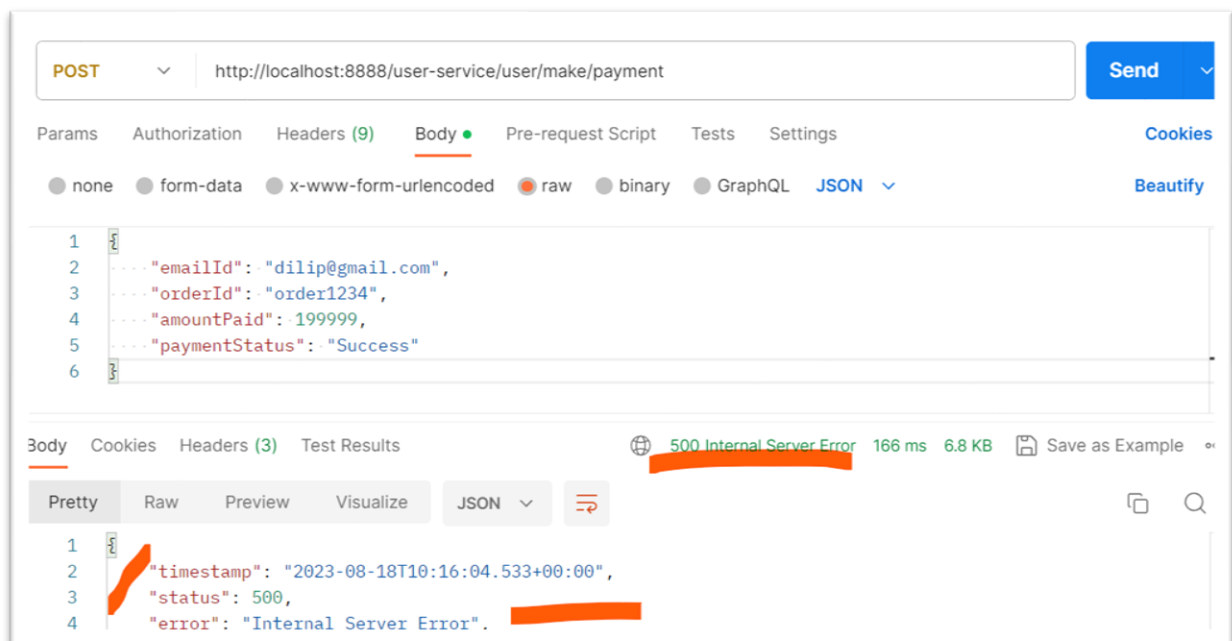 POST http://localhost:8888/user-service/user/make/payment Send
Params Authorization Headers (9) Body Pre-request Script Tests Settings Cookies
none form-data x-www-form-urlencoded raw binary GraphQL JSON Beautify
1 {
2 "emailId": "dilip@gmail.com",
3 "orderId": "order1234",
4 "amountPaid": 199999,
5 "paymentStatus": "Success"
6 }
Body Cookies Headers (3) Test Results 500 Internal Server Error 166 ms 6.8 KB Save as Example
Pretty Raw Preview Visualize JSON
1 {
2 "timestamp": "2023-08-18T10:16:04.533+00:00",
3 "status": 500,
4 "error": "Internal Server Error",